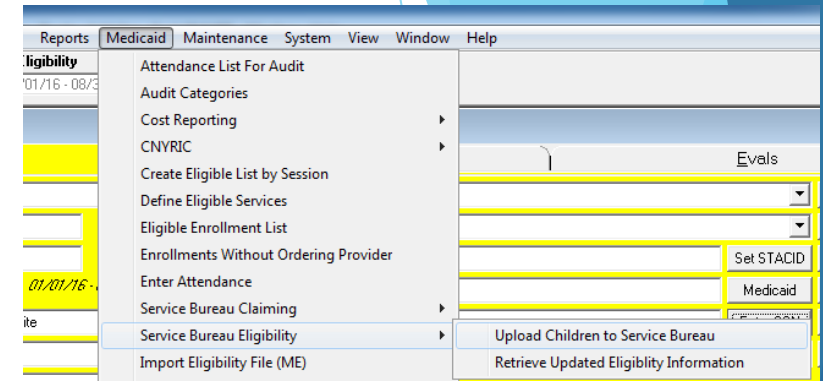 Reports Medicaid Maintenance System View Window Help
ligibility
01/16 - 08/3
Attendance List For Audit
Audit Categories
Cost Reporting
CNYRIC
Create Eligible List by Session
Evals
Define Eligible Services
Eligible Enrollment List
Enrollments Without Ordering Provider
Set STACID
Enter Attendance
01/01/16 -
Medicaid
Service Bureau Claiming
ite
Service Bureau Eligibility
Upload Children to Service Bureau
Import Eligibility File (ME)
Retrieve Updated Eligiblity Information